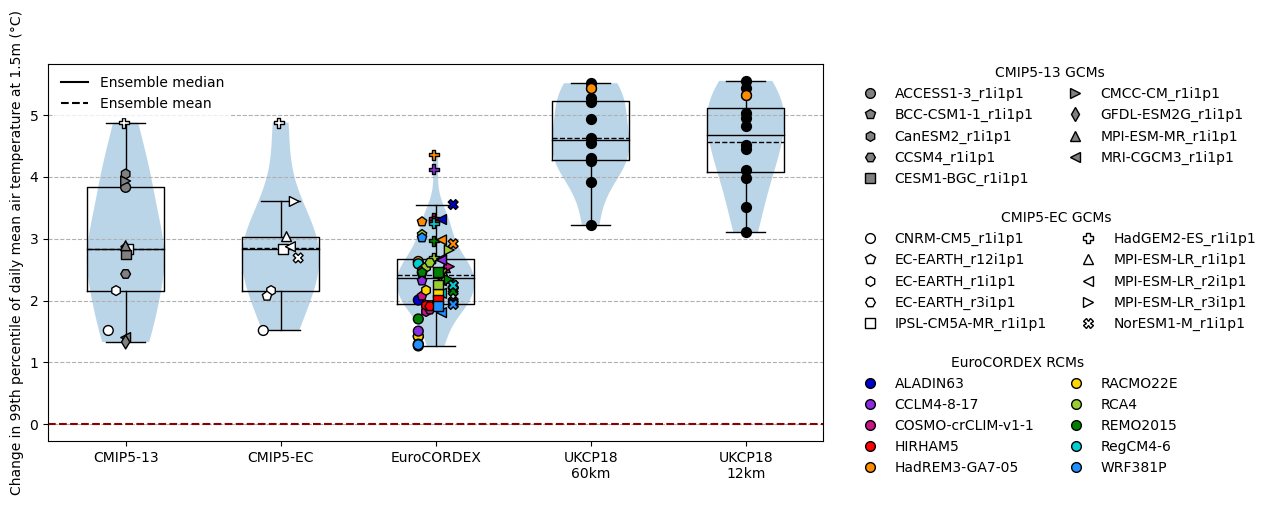 Change in 99th percentile of daily mean air temperature at 1.5m (°C)
Ensemble median
Ensemble mean
5
4
3
2
1
0
CMIP5-13
CMIP5-EC
EuroCORDEX
UKCP18
60km
UKCP18
12km
CMIP5-13 GCMs
ACCESS1-3_r1i1p1
BCC-CSM1-1_r1i1p1
CanESM2_r1i1p1
CCSM4_r1i1p1
CESM1-BGC_r1i1p1
CMCC-CM_r1i1p1
GFDL-ESM2G_r1i1p1
MPI-ESM-MR_r1i1p1
MRI-CGCM3_r1i1p1
CMIP5-EC GCMs
CNRM-CM5_r1i1p1
EC-EARTH_r12i1p1
EC-EARTH_r1i1p1
EC-EARTH_r3i1p1
IPSL-CM5A-MR_r1i1p1
HadGEM2-ES_r1i1p1
MPI-ESM-LR_r1i1p1
MPI-ESM-LR_r2i1p1
MPI-ESM-LR_r3i1p1
NorESM1-M_r1i1p1
EuroCORDEX RCMs
ALADIN63
CCLM4-8-17
COSMO-crCLIM-v1-1
HIRHAM5
HadREM3-GA7-05
RACMO22E
RCA4
REMO2015
RegCM4-6
WRF381P